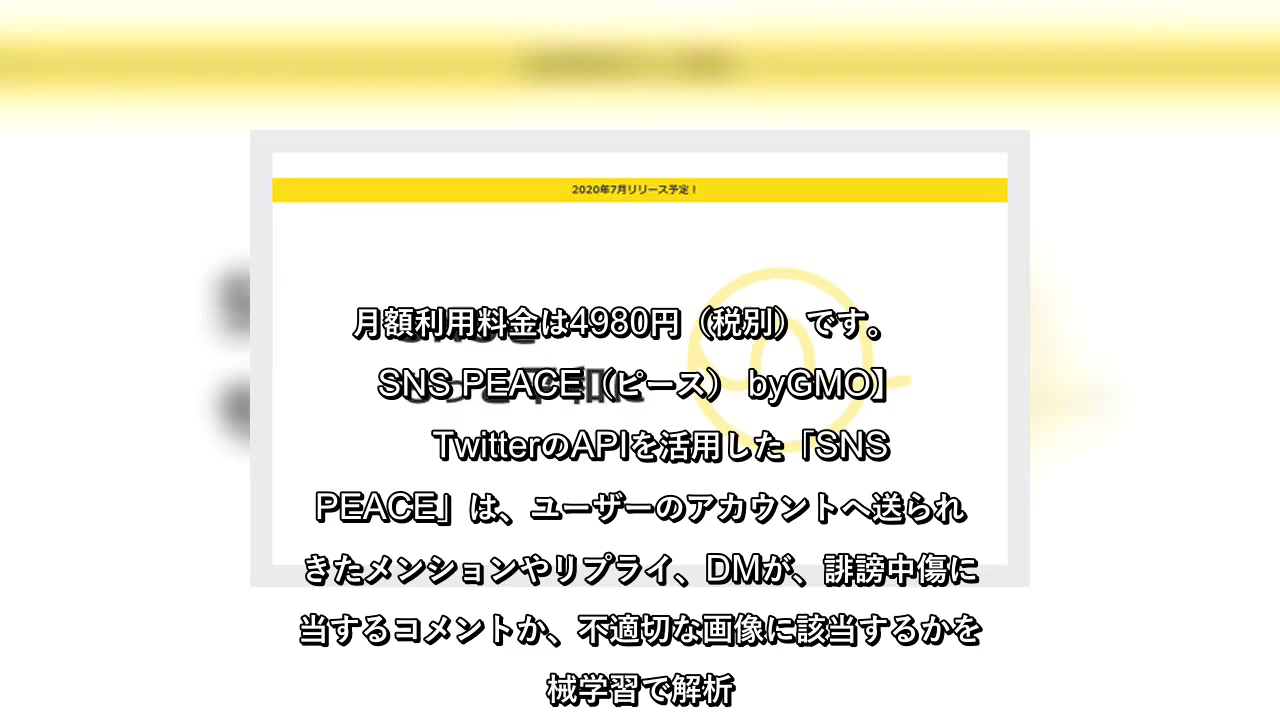 2020年7月リリース予定！
月額利用料金は4980円（税別）です。
SNS PEACE（ピース） byGMO】
TwitterのAPIを活用した「SNS
PEACE」は、ユーザーのアカウントへ送られ
きたメンションやリプライ、DMが、誹謗中傷に
当するコメントか、不適切な画像に該当するかを
械学習で解析